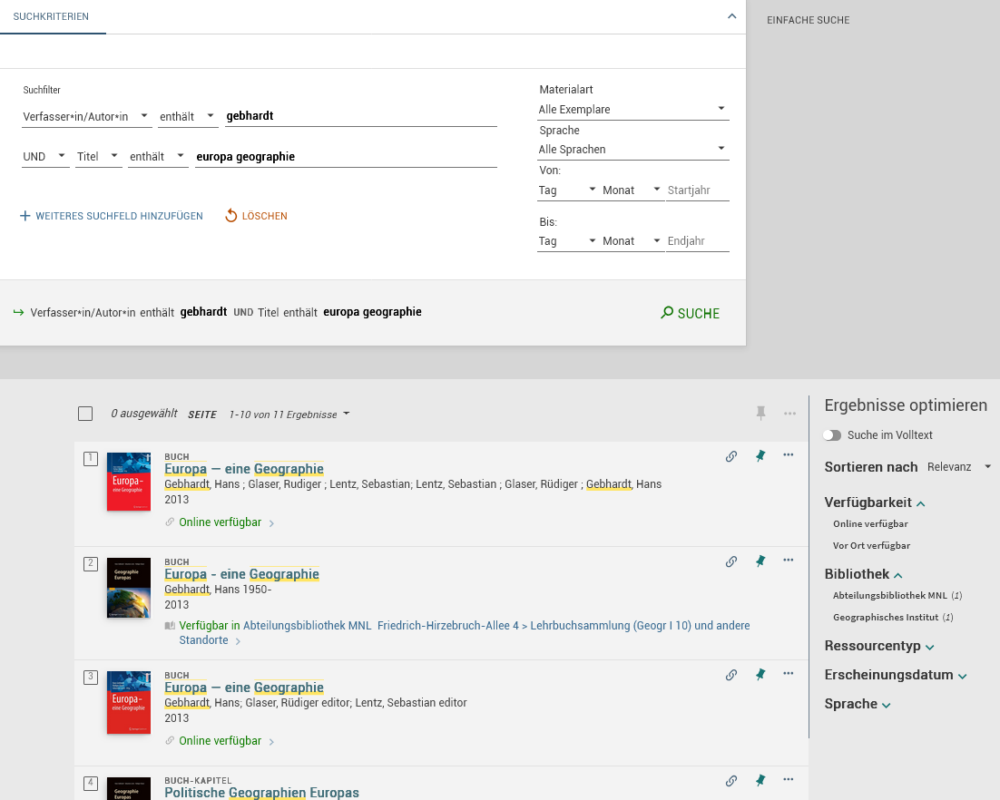 SUCHKRITERIEN
EINFACHE SUCHE
Suchfilter
Verfasser*in/Autor*in enthält gebhardt
UND Titel enthält europa geographie
WEITERES SUCHFELD HINZUFÜGEN LÖSCHEN
Materialart
Alle Exemplare
Sprache
Alle Sprachen
Von:
Tag Monat Startjahr
Bis:
Tag Monat Endjahr
Verfasser*in/Autor*in enthält gebhardt UND Titel enthält europa geographie
SUCHE
0 ausgewählt SEITE 1-10 von 11 Ergebnisse
1
Europa–
eine Geographie
BUCH
Europa — eine Geographie
Gebhardt, Hans ; Glaser, Rudiger ; Lentz, Sebastian; Lentz, Sebastian ; Glaser, Rüdiger ; Gebhardt, Hans
2013
Online verfügbar
2
Geographie
Europas
BUCH
Europa - eine Geographie
Gebhardt, Hans 1950-
2013
Verfügbar in Abteilungsbibliothek MNL Friedrich-Hirzebruch-Allee 4 > Lehrbuchsammlung (Geogr I 10) und andere
Standorte
3
Europa–
eine Geographie
BUCH
Europa — eine Geographie
Gebhardt, Hans; Glaser, Rüdiger editor; Lentz, Sebastian editor
2013
Online verfügbar
4
Geographie
BUCH-KAPITEL
Politische Geographien Europas
Ergebnisse optimieren
Suche im Volltext
Sortieren nach Relevanz
Verfügbarkeit
Online verfügbar
Vor Ort verfügbar
Bibliothek
Abteilungsbibliothek MNL (1)
Geographisches Institut (1)
Ressourcentyp
Erscheinungsdatum
Sprache